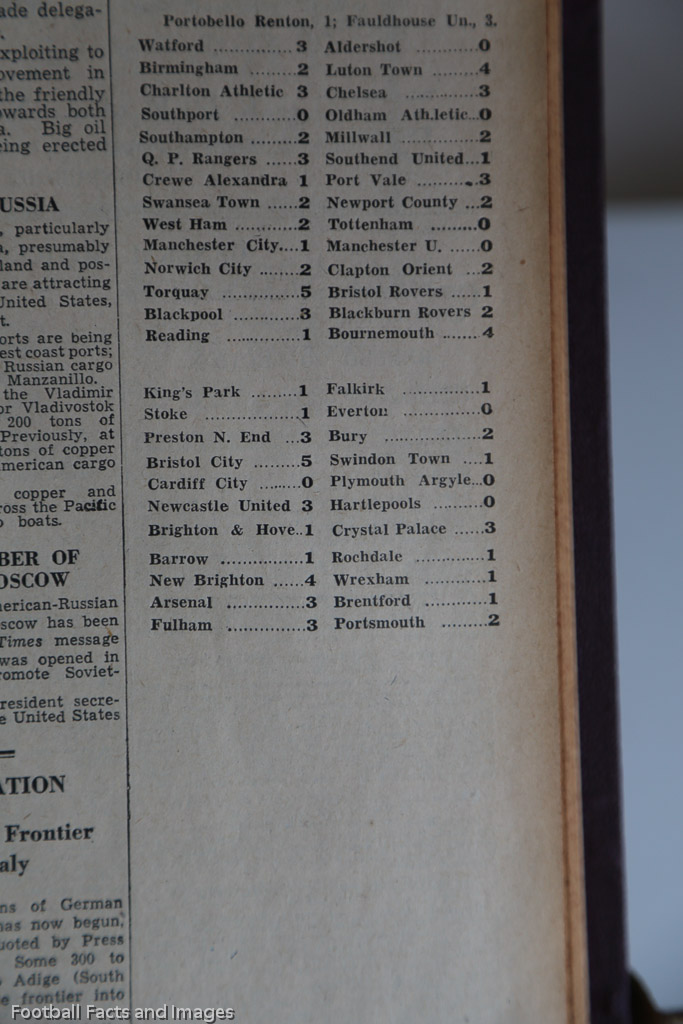 ade delega-
xploiting to
ovement in
the friendly
owards both
a. Big oil
eing erected
USSIA
, particularly
a, presumably
land and pos-
are attracting
United States,
t.
orts are being
est coast ports;
Russian cargo
Manzanillo.
the Vladimir
or Vladivostok
200 tons of
Previously, at
tons of copper
merican cargo
copper and
ross the Pacific
o boats.
BER OF
OSCOW
merican-Russian
scow has been
Times message
was opened in
romote Soviet-
resident secre-
e United States
ATION
Frontier
aly
ns of German
has now begun,
uoted by Press
Some 300 to
Adige (South
e frontier into
Portobello Renton, 1; Fauldhouse Un., 3.
Watford ............ 3 Aldershot ............0
Birmingham ........2 Luton Town ........4
Charlton Athletic 3 Chelsea ..............3
Southport ............0 Oldham Athletic...0
Southampton .........2 Millwall ..............2
Q. P. Rangers ......3 Southend United...1
Crewe Alexandra 1 Port Vale ..........3
Swansea Town ......2 Newport County ...2
West Ham ...........2 Tottenham .........0
Manchester City....1 Manchester U. ......0
Norwich City ........2 Clapton Orient ...2
Torquay ..............5 Bristol Rovers ......1
Blackpool .............3 Blackburn Rovers 2
Reading ..............1 Bournemouth .......4
King's Park .........1 Falkirk ..............1
Stoke ..................1 Everton ..............0
Preston N. End ...3 Bury ..................2
Bristol City .........5 Swindon Town ....1
Cardiff City ........0 Plymouth Argyle...0
Newcastle United 3 Hartlepools .........0
Brighton & Hove..1 Crystal Palace ......3
Barrow ................1 Rochdale ............1
New Brighton ......4 Wrexham ............1
Arsenal ..............3 Brentford ...........1
Fulham ..............3 Portsmouth .........2
Football Facts and Images